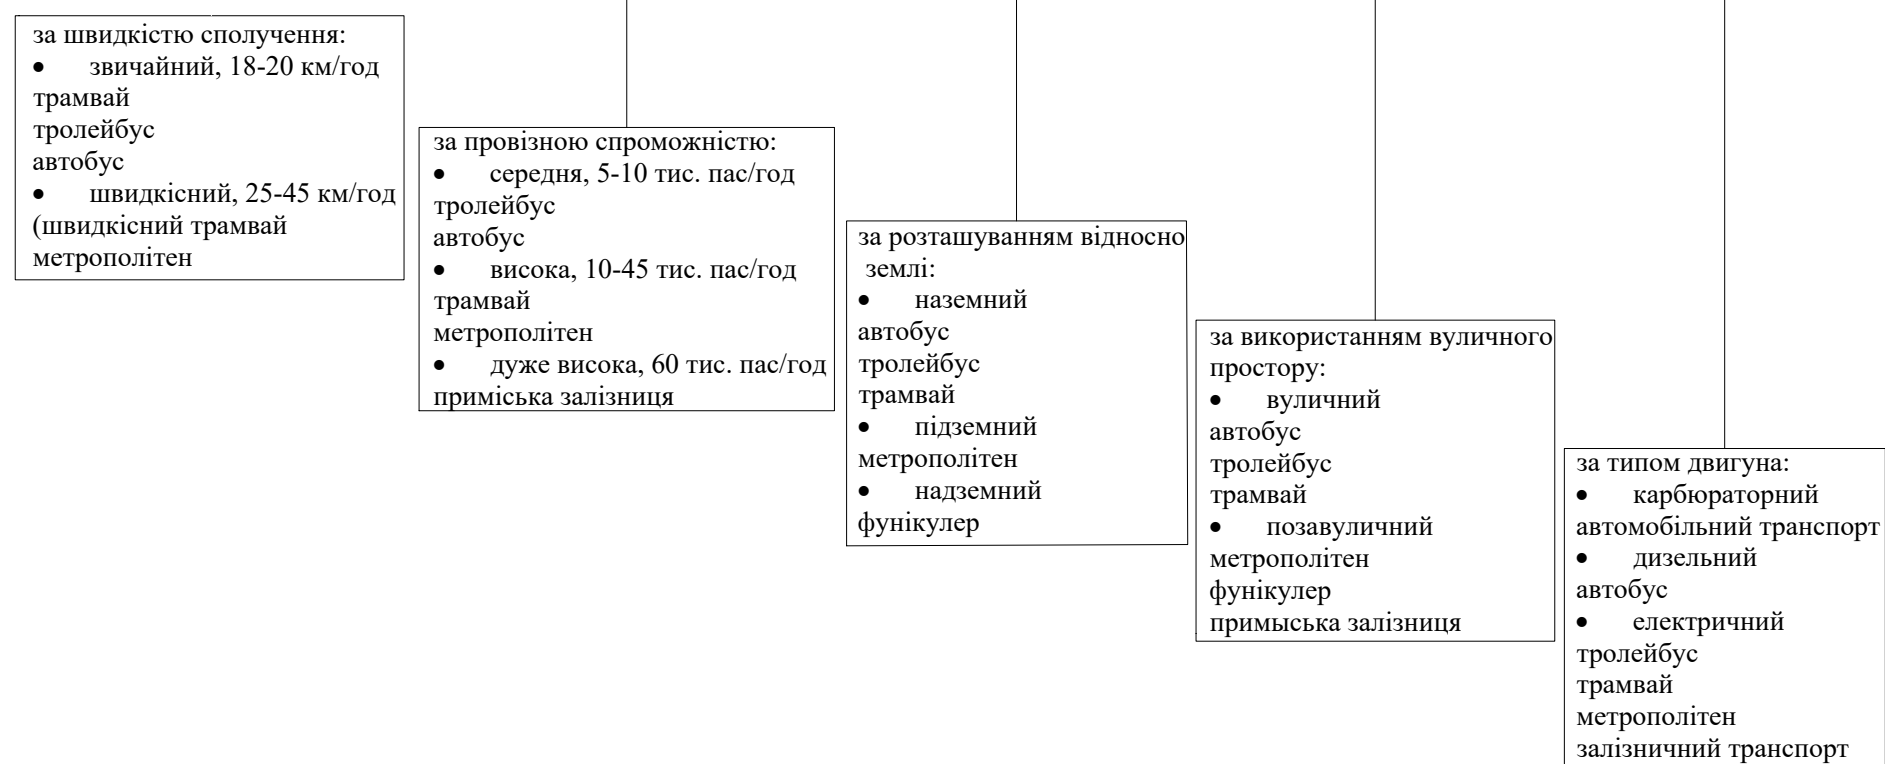 за швидкістю сполучення:
• звичайний, 18-20 км/год
трамвай
тролейбус
автобус
• швидкісний, 25-45 км/год
(швидкісний трамвай
метрополітен
за провізною спроможністю:
• середня, 5-10 тис. пас/год
тролейбус
автобус
• висока, 10-45 тис. пас/год
трамвай
метрополітен
• дуже висока, 60 тис. пас/год
приміська залізниця
за розташуванням відносно
землі:
• наземний
автобус
тролейбус
трамвай
• підземний
метрополітен
• надземний
фунікулер
за використанням вуличного
простору:
• вуличний
автобус
тролейбус
трамвай
• позавуличний
метрополітен
фунікулер
примыська залізниця
за типом двигуна:
• карбюраторний
автомобільний транспорт
• дизельний
автобус
• електричний
тролейбус
трамвай
метрополітен
залізничний транспорт